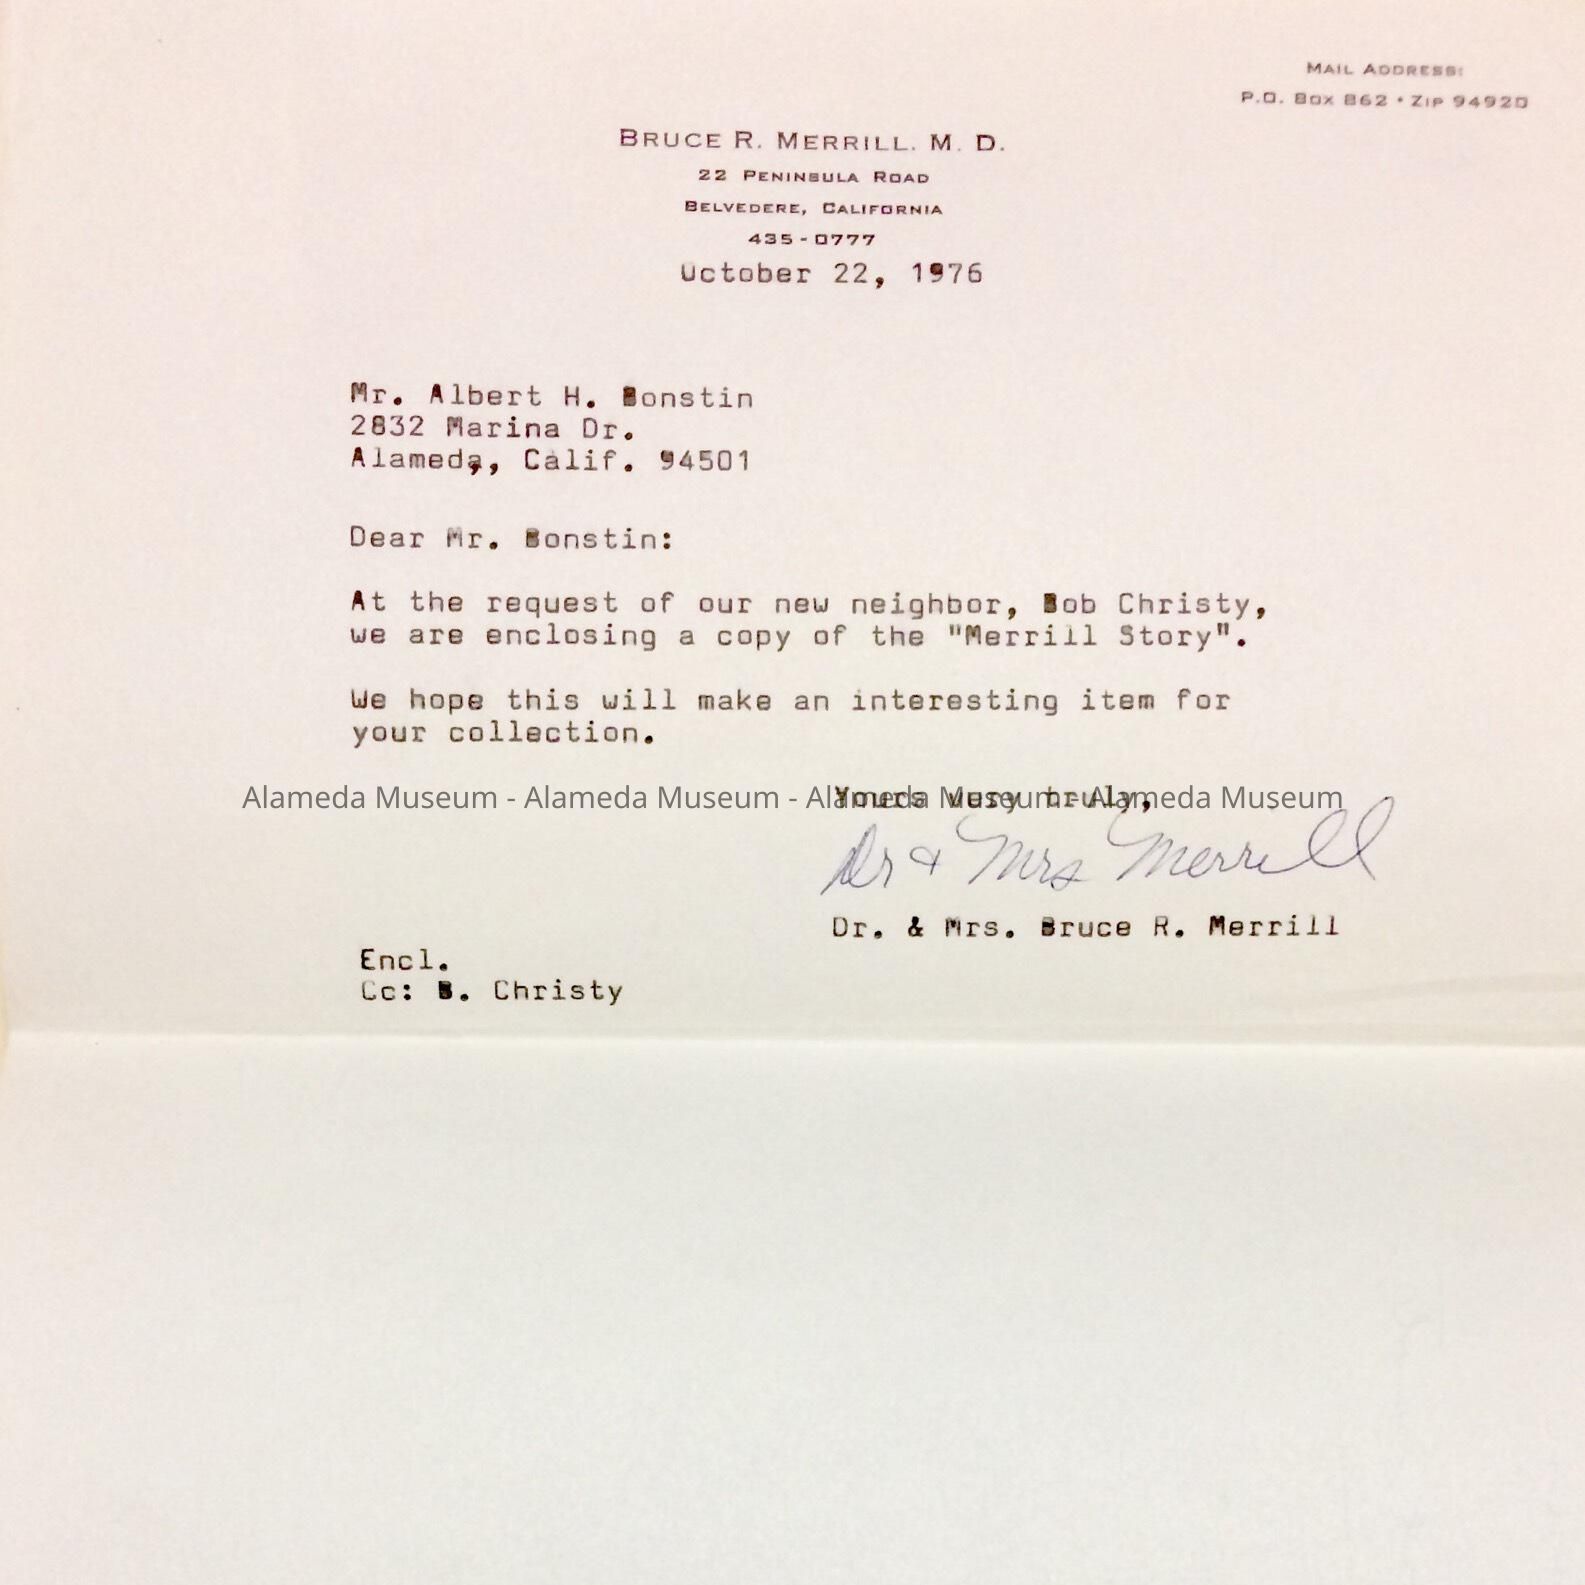 MAIL ADDRESS:
P.O. BOX 862 • ZIP 94920
BRUCE R. MERRILL. M. D.
22 PENINSULA ROAD
BELVEDERE, CALIFORNIA
435-0777
October 22, 1976
Mr. Albert H. Bonstin
2832 Marina Dr.
Alameda, Calif. 94501
Dear Mr. Bonstin:
At the request of our new neighbor, Bob Christy,
we are enclosing a copy of the "Merrill Story".
We hope this will make an interesting item for
your collection.
Yours very truly,
Alameda Museum - Alameda Museum - Alameda Museum - Alameda Museum
Dr & Mrs Merrill
Dr. & Mrs. Bruce R. Merrill
Encl.
Cc: B. Christy